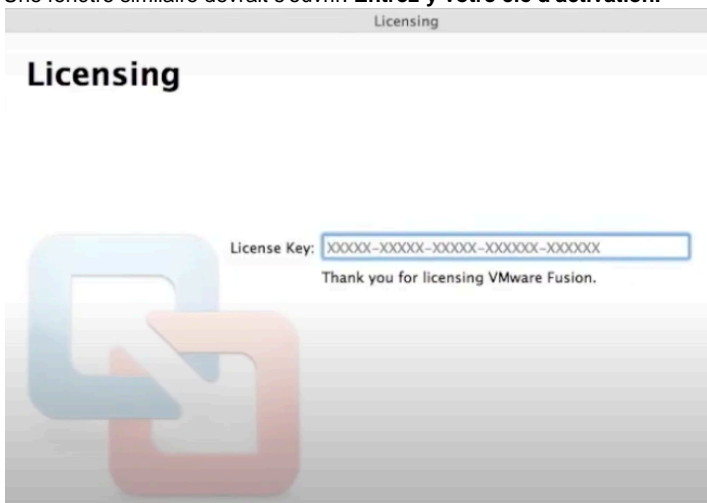 Une fenêtre similaire devrait s'ouvrir. Entrez y votre clé d'activation.
Licensing
Licensing
License Key: XXXXX-XXXXX-XXXXX-XXXXXX-XXXXXX
Thank you for licensing VMware Fusion.